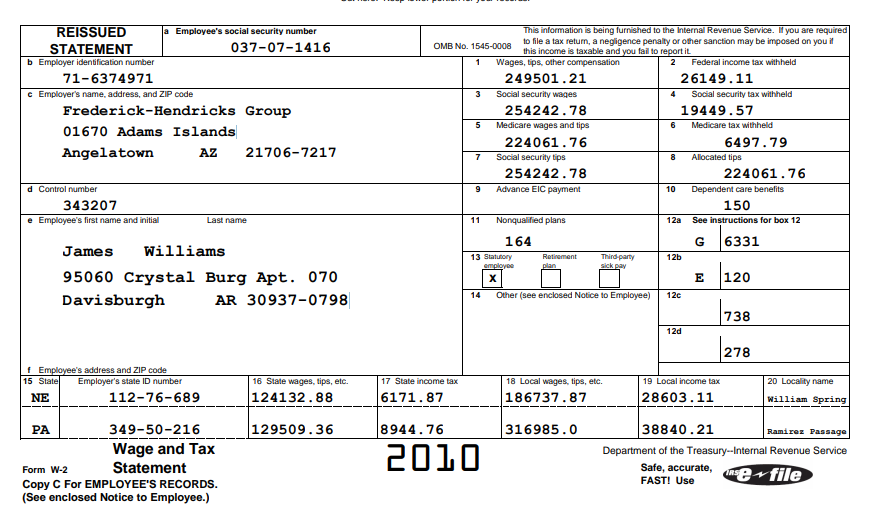 REISSUED
STATEMENT
a Employee's social security number
037-07-1416
OMB No. 1545-0008
This information is being furnished to the Internal Revenue Service. If you are required
to file a tax return, a negligence penalty or other sanction may be imposed on you if
this income is taxable and you fail to report it.
b Employer identification number
71-6374971
1 Wages, tips, other compensation
249501.21
2 Federal income tax withheld
26149.11
c Employer's name, address, and ZIP code
Frederick-Hendricks Group
01670 Adams Islands
Angelatown AZ 21706-7217
3 Social security wages
254242.78
4 Social security tax withheld
19449.57
5 Medicare wages and tips
224061.76
6 Medicare tax withheld
6497.79
7 Social security tips
254242.78
8 Allocated tips
224061.76
d Control number
343207
9 Advance EIC payment
10 Dependent care benefits
150
e Employee's first name and initial Last name
James Williams
95060 Crystal Burg Apt. 070
Davisburgh AR 30937-0798
11 Nonqualified plans
164
12a See instructions for box 12
G 6331
13 Statutory employee
X
Retirement plan
Third-party sick pay
12b
E 120
14 Other (see enclosed Notice to Employee)
12c
738
12d
278
f Employee's address and ZIP code
15 State Employer's state ID number 16 State wages, tips, etc. 17 State income tax 18 Local wages, tips, etc. 19 Local income tax 20 Locality name
NE 112-76-689 124132.88 6171.87 186737.87 28603.11 William Spring
PA 349-50-216 129509.36 8944.76 316985.0 38840.21 Ramirez Passage
Form W-2
Wage and Tax
Statement
2010
Department of the Treasury--Internal Revenue Service
Copy C For EMPLOYEE'S RECORDS.
(See enclosed Notice to Employee.)
Safe, accurate,
FAST! Use
IRS e file